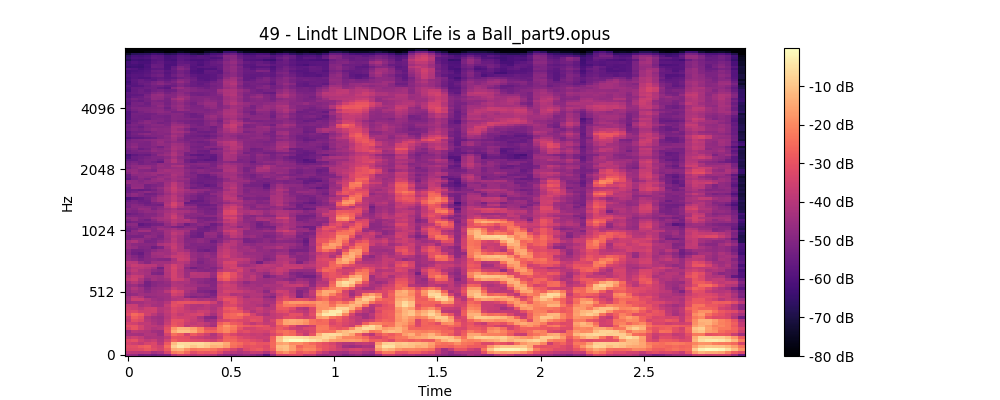 49 - Lindt LINDOR Life is a Ball_part9.opus
Hz
4096
2048
1024
512
0
0
0.5
1
1.5
2
2.5
Time
-10 dB
-20 dB
-30 dB
-40 dB
-50 dB
-60 dB
-70 dB
-80 dB